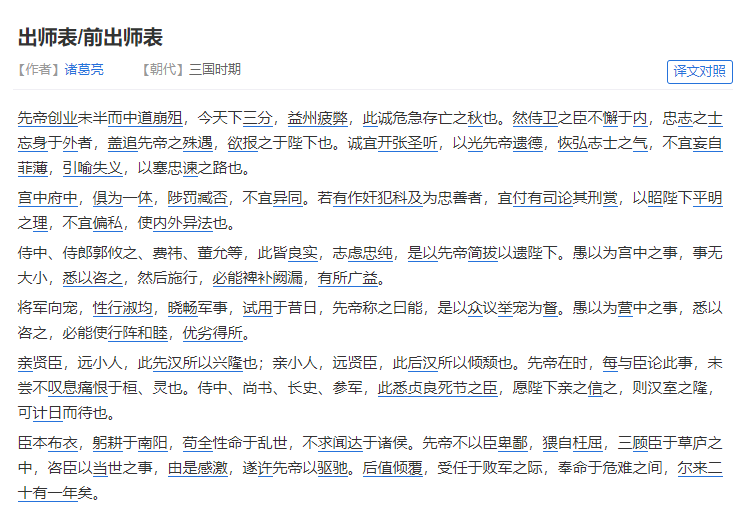 出师表/前出师表
【作者】诸葛亮 【朝代】三国时期 译文对照
先帝创业未半而中道崩殂，今天下三分，益州疲弊，此诚危急存亡之秋也。然侍卫之臣不懈于内，忠志之士
忘身于外者，盖追先帝之殊遇，欲报之于陛下也。诚宜开张圣听，以光先帝遗德，恢弘志士之气，不宜妄自
菲薄，引喻失义，以塞忠谏之路也。
宫中府中，俱为一体，陟罚臧否，不宜异同。若有作奸犯科及为忠善者，宜付有司论其刑赏，以昭陛下平明
之理，不宜偏私，使内外异法也。
侍中、侍郎郭攸之、费祎、董允等，此皆良实，志虑忠纯，是以先帝简拔以遗陛下。愚以为宫中之事，事无
大小，悉以咨之，然后施行，必能裨补阙漏，有所广益。
将军向宠，性行淑均，晓畅军事，试用于昔日，先帝称之曰能，是以众议举宠为督。愚以为营中之事，悉以
咨之，必能使行阵和睦，优劣得所。
亲贤臣，远小人，此先汉所以兴隆也；亲小人，远贤臣，此后汉所以倾颓也。先帝在时，每与臣论此事，未
尝不叹息痛恨于桓、灵也。侍中、尚书、长史、参军，此悉贞良死节之臣，愿陛下亲之信之，则汉室之隆，
可计日而待也。
臣本布衣，躬耕于南阳，苟全性命于乱世，不求闻达于诸侯。先帝不以臣卑鄙，猥自枉屈，三顾臣于草庐之
中，咨臣以当世之事，由是感激，遂许先帝以驱驰。后值倾覆，受任于败军之际，奉命于危难之间，尔来二
十有一年矣。